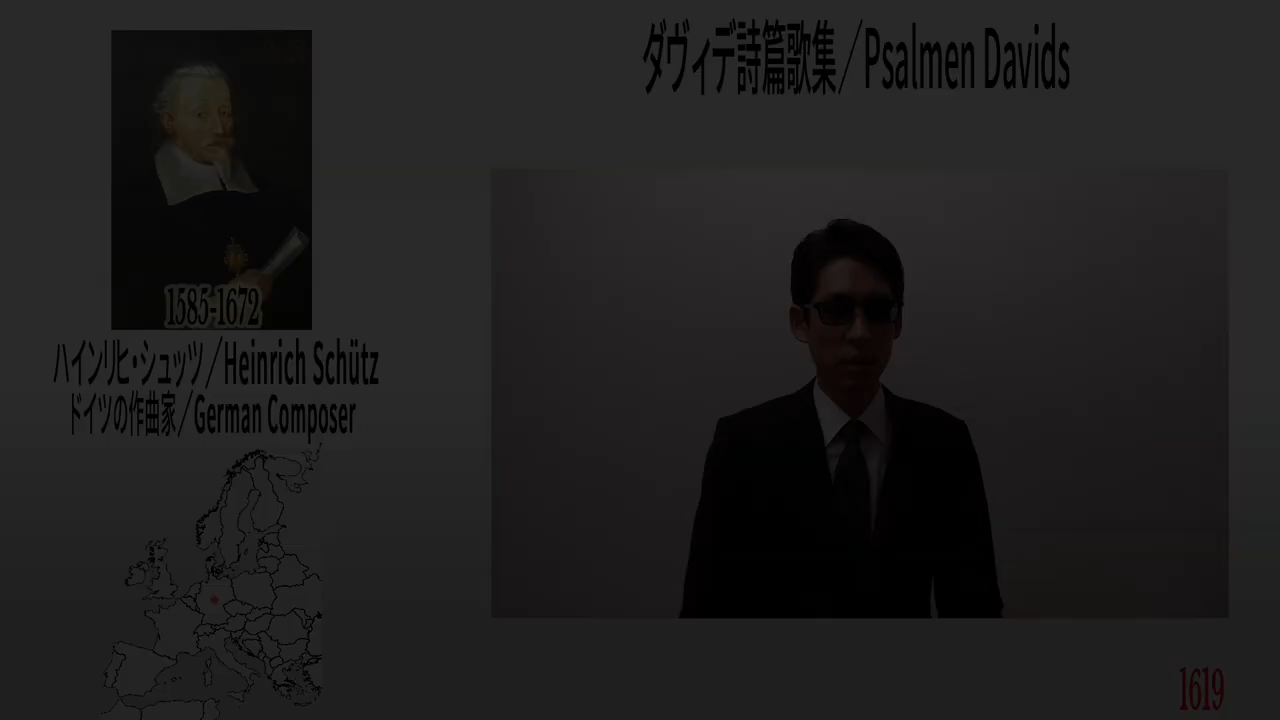 ダヴィデ詩篇歌集／Psalmen Davids
1585-1672
ハインリヒ・シュッツ／Heinrich Schütz
ドイツの作曲家／German Composer
1619